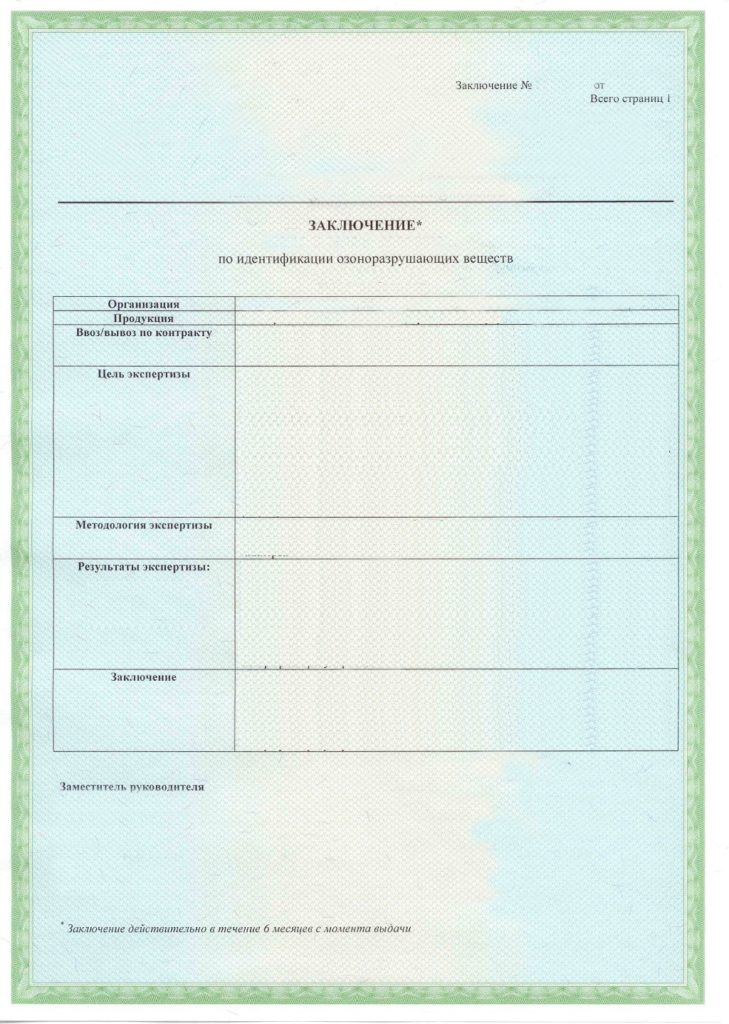 Заключение № от
Всего страниц 1
ЗАКЛЮЧЕНИЕ*
по идентификации озоноразрушающих веществ
Организация
Продукция
Ввоз/вывоз по контракту
Цель экспертизы
Методология экспертизы
Результаты экспертизы:
Заключение
Заместитель руководителя
* Заключение действительно в течение 6 месяцев с момента выдачи